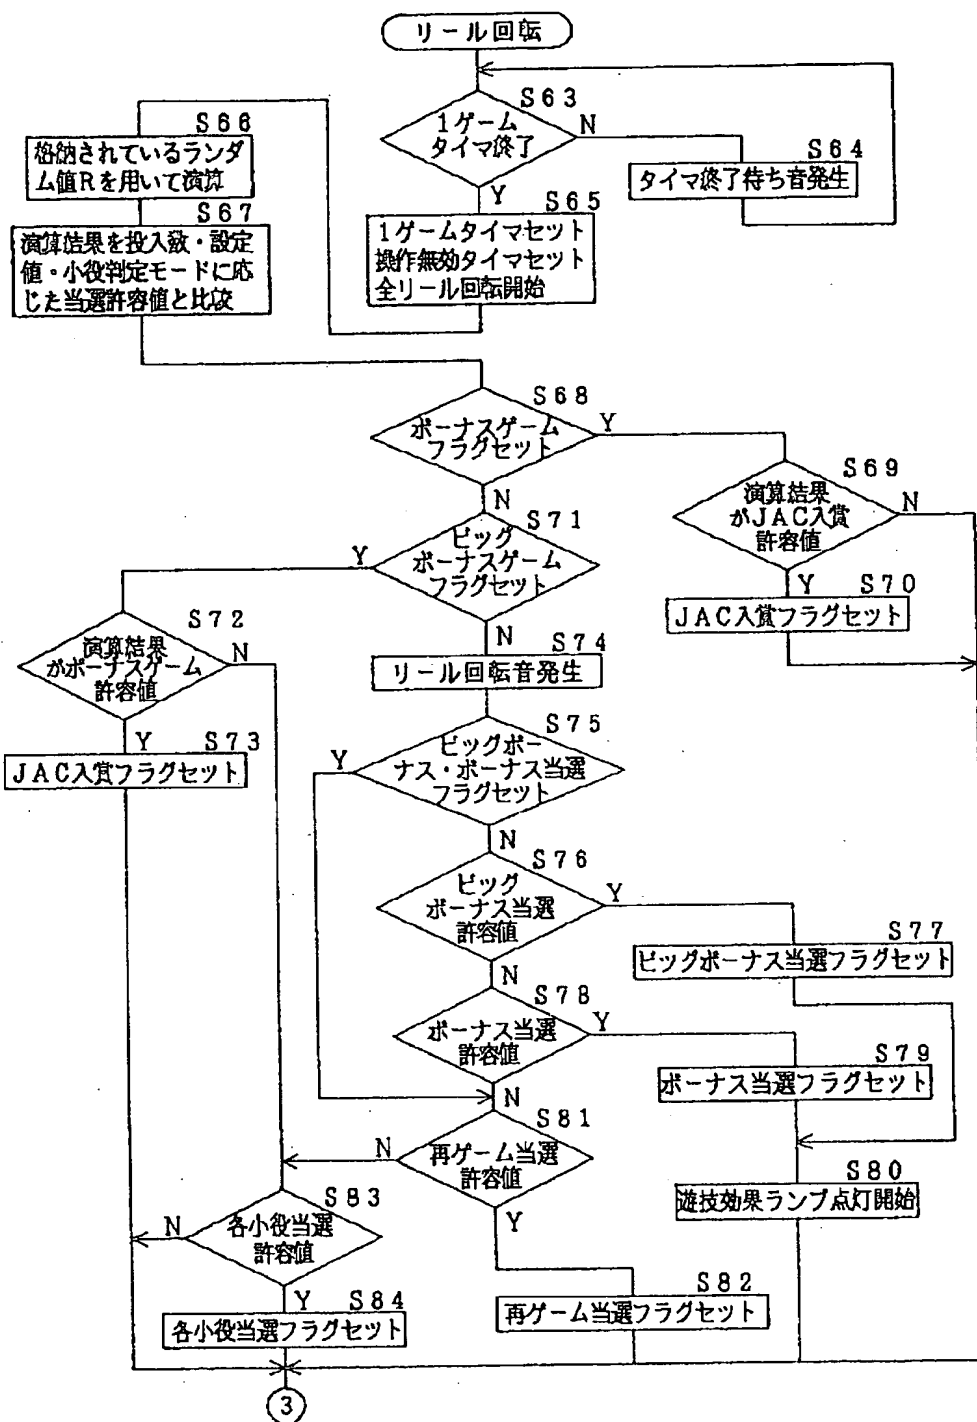 リール回転
S63
1ゲーム
タイマ終了
N
Y
S64
タイマ終了待ち音発生
S65
1ゲームタイマセット
操作無効タイマセット
全リール回転開始
S66
格納されているランダ
ム値Rを用いて演算
S67
演算結果を投入数・設定
値・小役判定モードに応
じた当選許容値と比較
S68
ボーナスゲーム
フラグセット
Y
N
S69
演算結果
がJAC入賞
許容値
N
Y
S70
JAC入賞フラグセット
S71
ビッグ
ボーナスゲーム
フラグセット
Y
N
S72
演算結果
がボーナスゲーム
許容値
N
Y
S73
JAC入賞フラグセット
S74
リール回転音発生
S75
ビッグボー
ナス・ボーナス当選
フラグセット
Y
N
S76
ビッグ
ボーナス当選
許容値
Y
N
S77
ビッグボーナス当選フラグセット
S78
ボーナス当選
許容値
Y
N
S79
ボーナス当選フラグセット
S80
遊技効果ランプ点灯開始
S81
再ゲーム当選
許容値
N
Y
S82
再ゲーム当選フラグセット
S83
各小役当選
許容値
N
Y
S84
各小役当選フラグセット
3